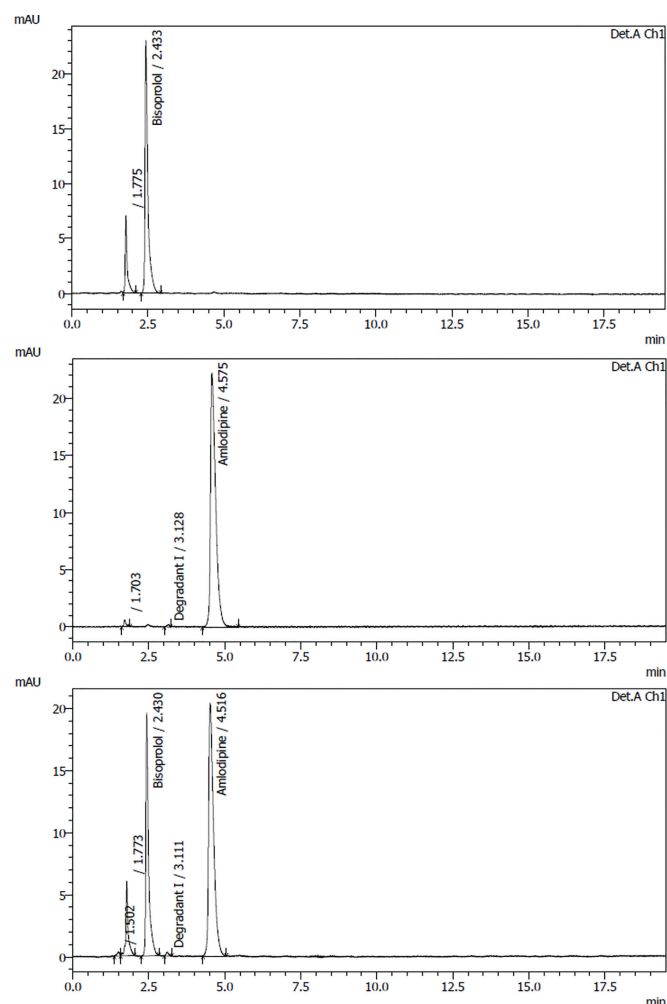 mAU
Det.A Ch1
Bisoprolol / 2.433
/ 1.775
20
15
10
5
0
0.0 2.5 5.0 7.5 10.0 12.5 15.0 17.5
min
mAU
Det.A Ch1
Amlodipine / 4.575
Degradant I / 3.128
/ 1.703
20
15
10
5
0
0.0 2.5 5.0 7.5 10.0 12.5 15.0 17.5
min
mAU
Det.A Ch1
Bisoprolol / 2.430
Amlodipine / 4.516
/ 1.773
Degradant I / 3.111
/ 1.502
20
15
10
5
0
0.0 2.5 5.0 7.5 10.0 12.5 15.0 17.5
min